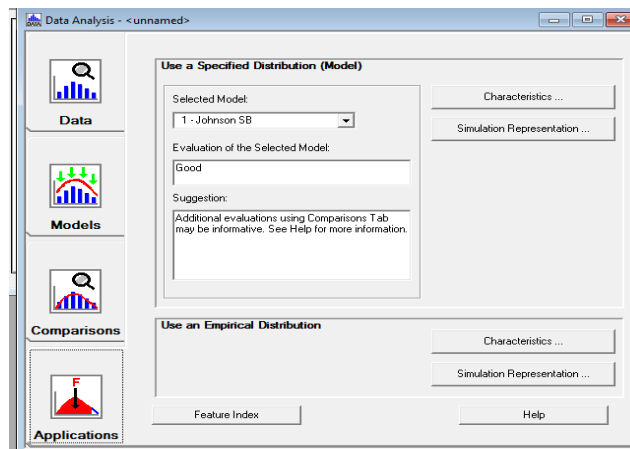 Data Analysis - <unnamed>
Data
Models
Comparisons
F
Applications
Use a Specified Distribution (Model)
Selected Model:
1 - Johnson SB
Evaluation of the Selected Model:
Good
Suggestion:
Additional evaluations using Comparisons Tab
may be informative. See Help for more information.
Characteristics ...
Simulation Representation ...
Use an Empirical Distribution
Characteristics ...
Simulation Representation ...
Feature Index
Help